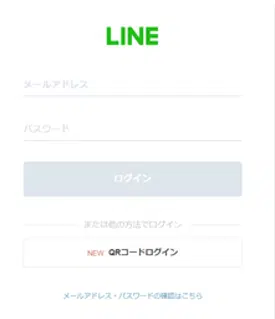 LINE
メールアドレス
パスワード
ログイン
または他の方法でログイン
NEW QRコードログイン
メールアドレス・パスワードの確認はこちら